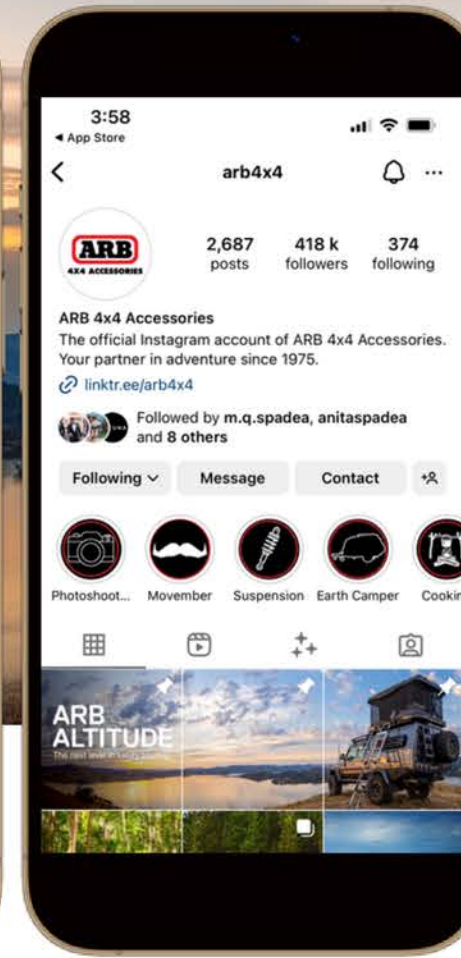 3:58
App Store
arb4x4
ARB
4X4 ACCESSORIES
2,687 418 k 374
posts followers following
ARB 4x4 Accessories
The official Instagram account of ARB 4x4 Accessories.
Your partner in adventure since 1975.
linktr.ee/arb4x4
Followed by m.q.spadea, anitaspadea
and 8 others
Following Message Contact
Photoshoot... Movember Suspension Earth Camper Cookin
ARB
ALTITUDE